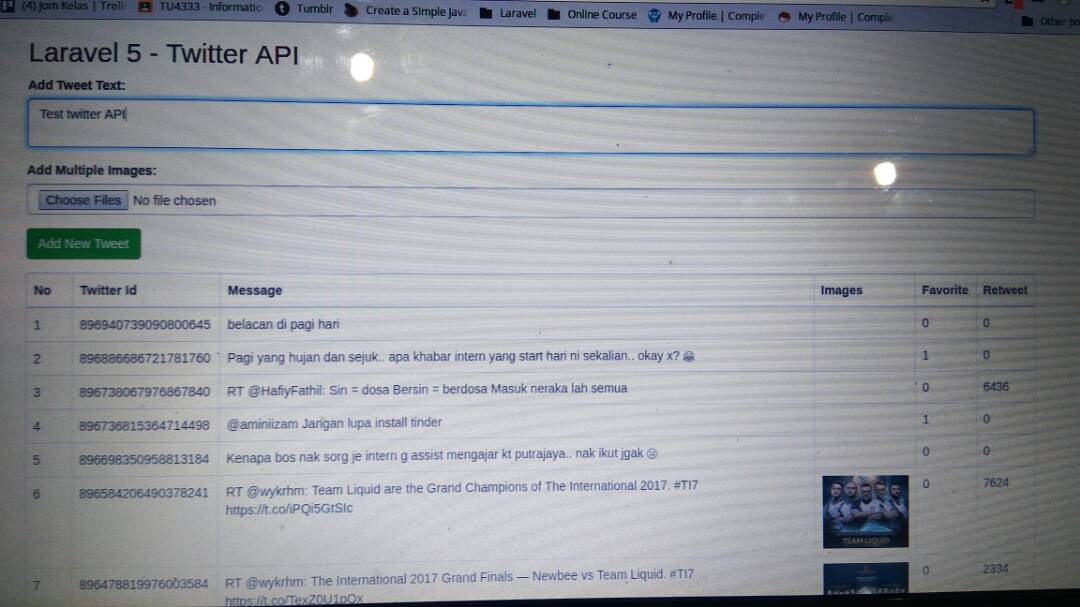 (4) Jom Kelas | Trell
TU4333 - Informatio
Tumblr
Create a Simple Java
Laravel
Online Course
My Profile | Comple
My Profile | Comple
Other bo
Laravel 5 - Twitter API
Add Tweet Text:
Test twitter API
Add Multiple Images:
Choose Files No file chosen
Add New Tweet
No Twitter Id Message Images Favorite Retweet
1 896940739090800645 belacan di pagi hari 0 0
2 896886686721781760 Pagi yang hujan dan sejuk.. apa khabar intern yang start hari ni sekalian.. okay x? 😂 1 0
3 896738067976867840 RT @HafiyFathil: Sin = dosa Bersin = berdosa Masuk neraka lah semua 0 6436
4 896736815364714498 @aminiizam Jangan lupa install tinder 1 0
5 896698350958813184 Kenapa bos nak sorg je intern g assist mengajar kt putrajaya.. nak ikut jgak 😢 0 0
6 896584206490378241 RT @wykrhm: Team Liquid are the Grand Champions of The International 2017. #TI7 0 7624
https://t.co/iPQi5GtSIc
TEAM LIQUID
7 896478819976003584 RT @wykrhm: The International 2017 Grand Finals — Newbee vs Team Liquid. #TI7 0 2334
https://t.co/TexZ0U1pQx